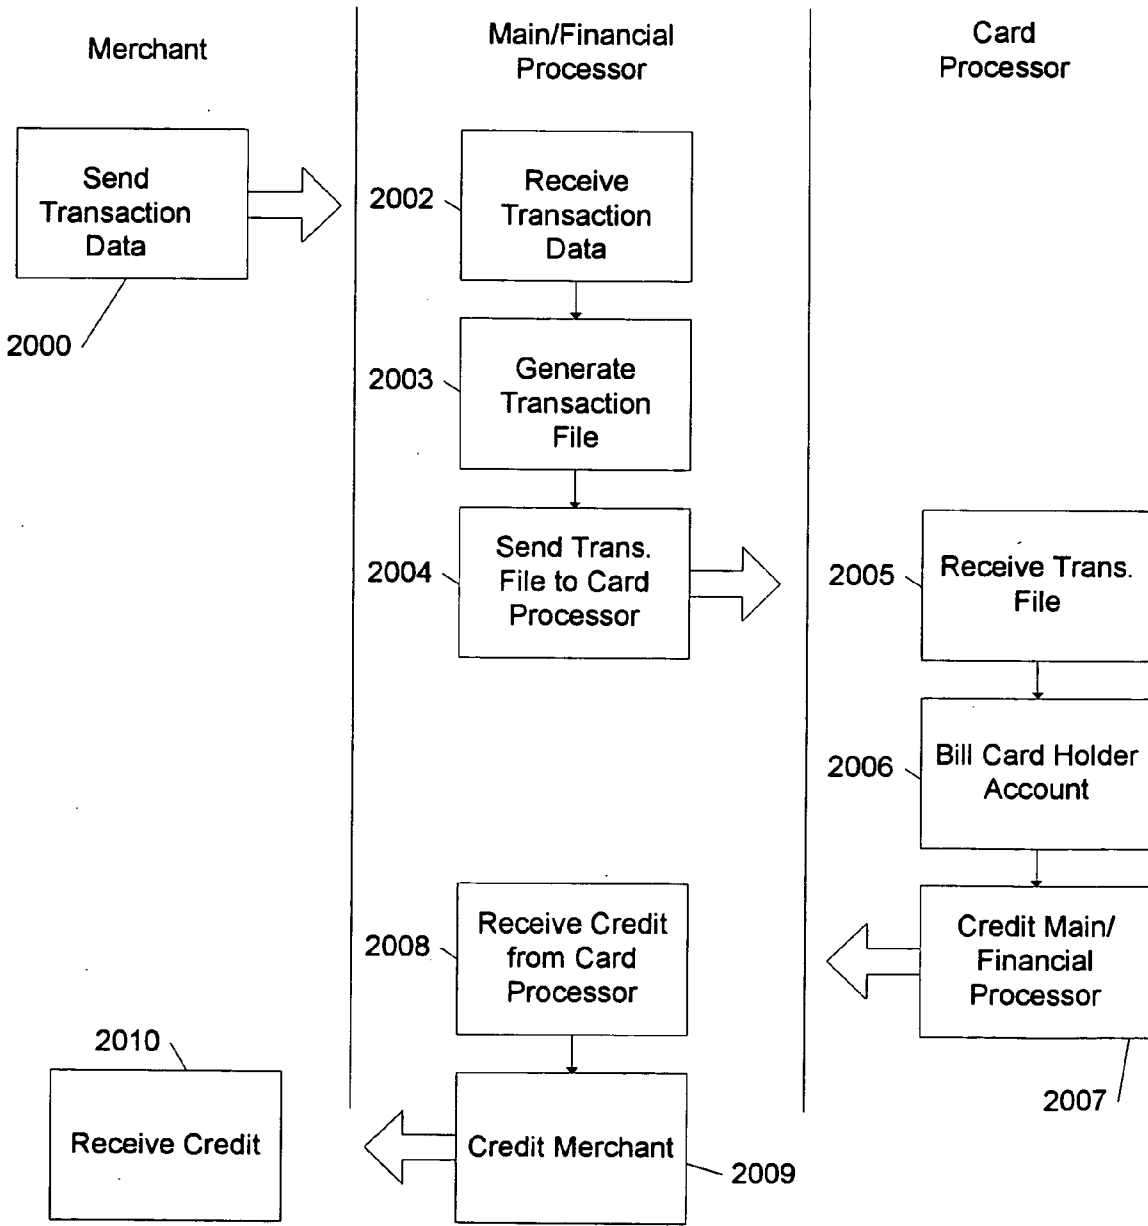 Merchant
Main/Financial
Processor
Card
Processor
Send
Transaction
Data
2000
2002
Receive
Transaction
Data
2003
Generate
Transaction
File
2004
Send Trans.
File to Card
Processor
2005
Receive Trans.
File
2006
Bill Card Holder
Account
Credit Main/
Financial
Processor
2007
2008
Receive Credit
from Card
Processor
Credit Merchant
2009
2010
Receive Credit